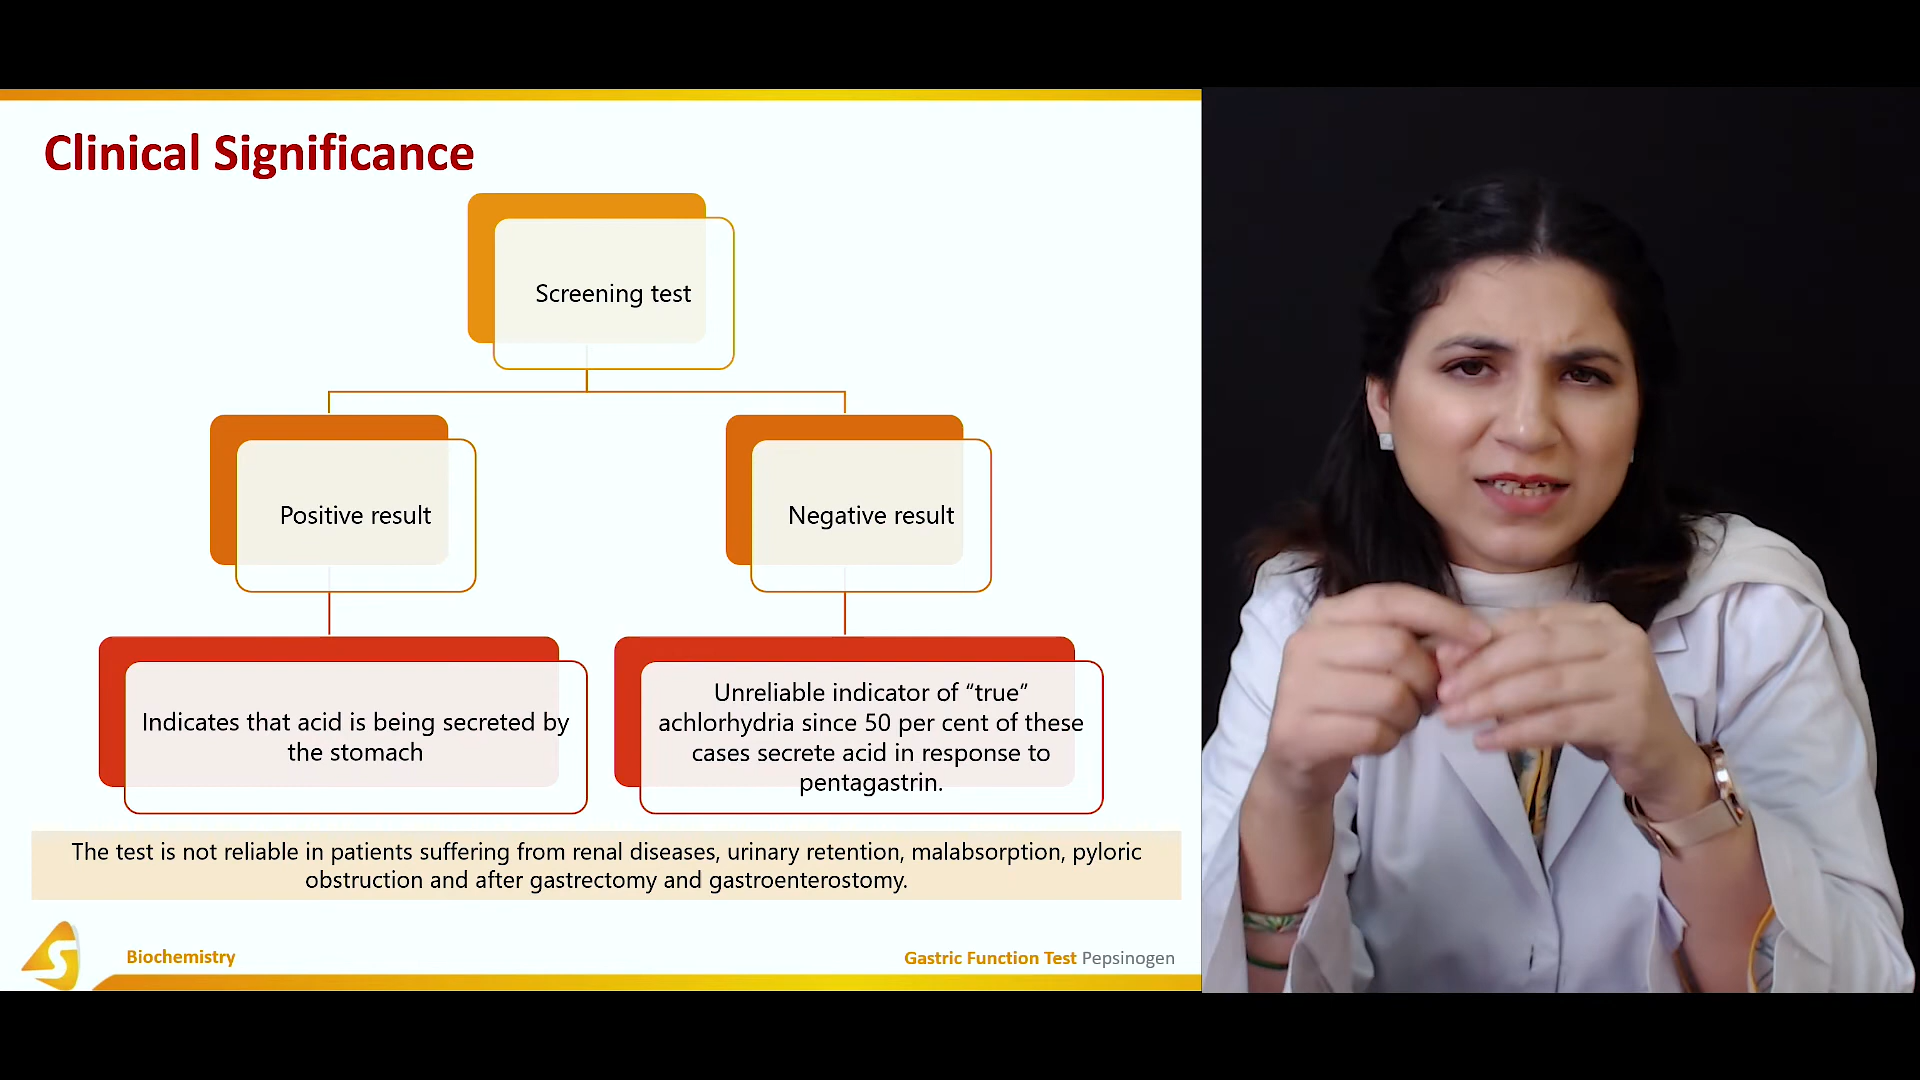 Clinical Significance
Screening test
Positive result
Negative result
Indicates that acid is being secreted by
the stomach
Unreliable indicator of “true”
achlorhydria since 50 per cent of these
cases secrete acid in response to
pentagastrin.
The test is not reliable in patients suffering from renal diseases, urinary retention, malabsorption, pyloric
obstruction and after gastrectomy and gastroenterostomy.
S
Biochemistry
Gastric Function Test Pepsinogen